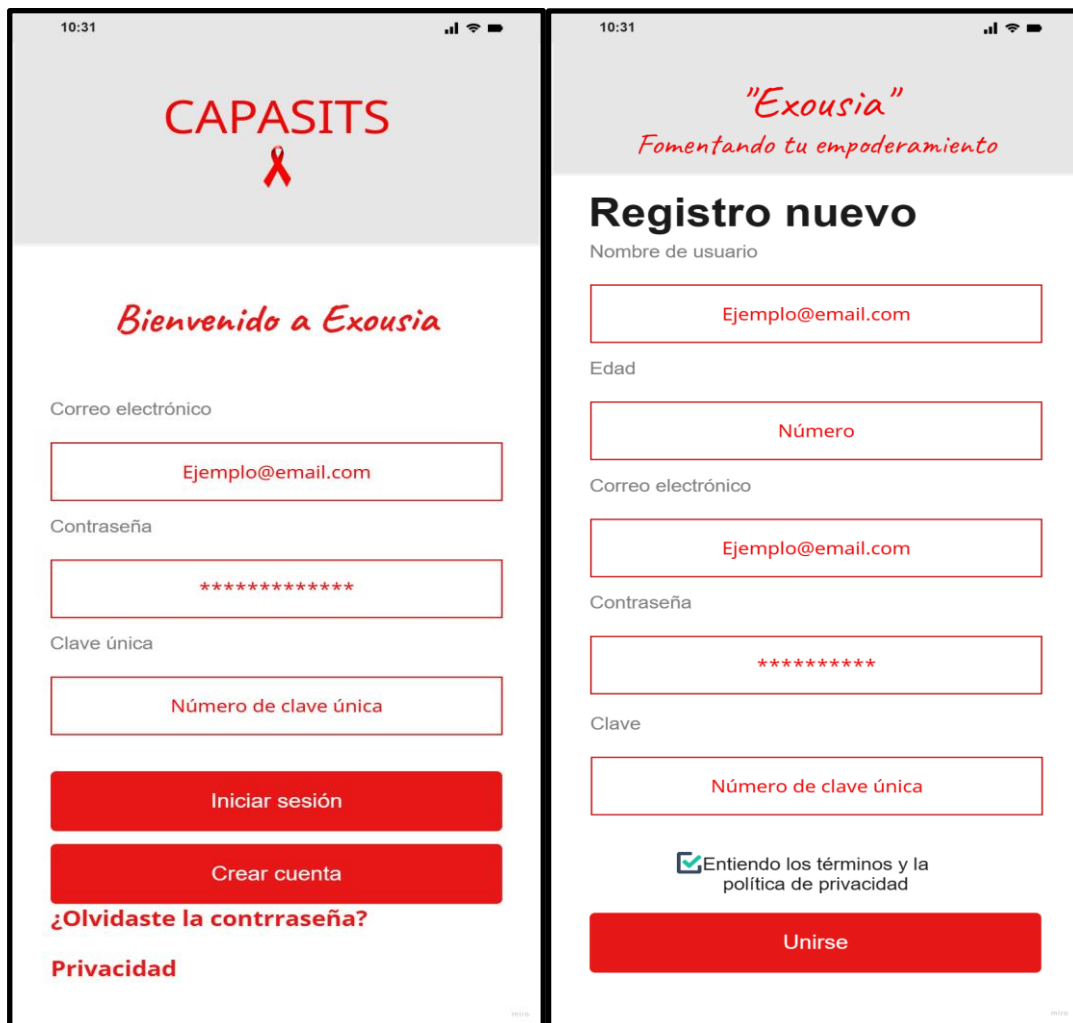 10:31
CAPASITS
Bienvenido a Exousia
Correo electrónico
Ejemplo@email.com
Contraseña
*************
Clave única
Número de clave única
Iniciar sesión
Crear cuenta
¿Olvidaste la contrraseña?
Privacidad
miro
10:31
"Exousia"
Fomentando tu empoderamiento
Registro nuevo
Nombre de usuario
Ejemplo@email.com
Edad
Número
Correo electrónico
Ejemplo@email.com
Contraseña
**********
Clave
Número de clave única
Entiendo los términos y la
política de privacidad
Unirse
miro